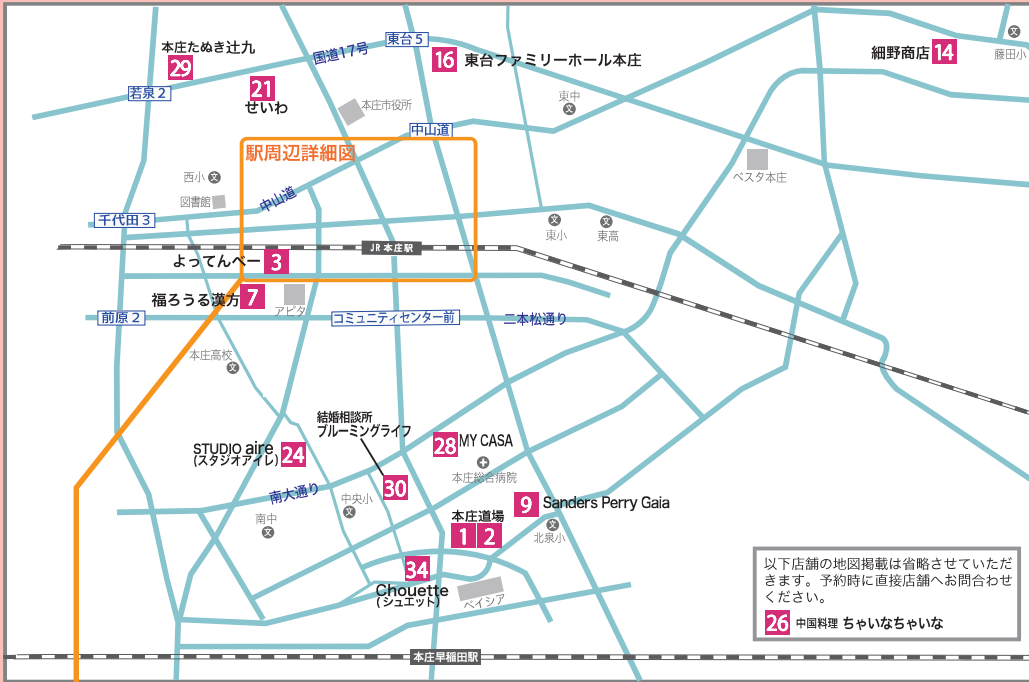 本庄たぬき辻九
29
国道17号
東台5
16 東台ファミリーホール本庄
細野商店 14
藤田小
文
若泉2
21
せいわ
本庄市役所
東中
文
中山道
駅周辺詳細図
ベスタ本庄
西小 文
図書館
中山道
千代田3
文
東小
文
東高
JR 本庄駅
よってんべー 3
福ろうる漢方 7
アピタ
前原2
コミュニティセンター前
二本松通り
本庄高校
文
結婚相談所
ブルーミングライフ
STUDIO aire
(スタジオアイレ)
24
28 MY CASA
本庄総合病院
30
南大通り
中央小
文
南中
文
9 Sanders Perry Gaia
文
北泉小
本庄道場
1 2
34
Chouette
(シュエット)
ベイシア
以下店舗の地図掲載は省略させていただ
きます。予約時に直接店舗へお問合わせ
ください。
26 中国料理 ちゃいなちゃいな
本庄早稲田駅